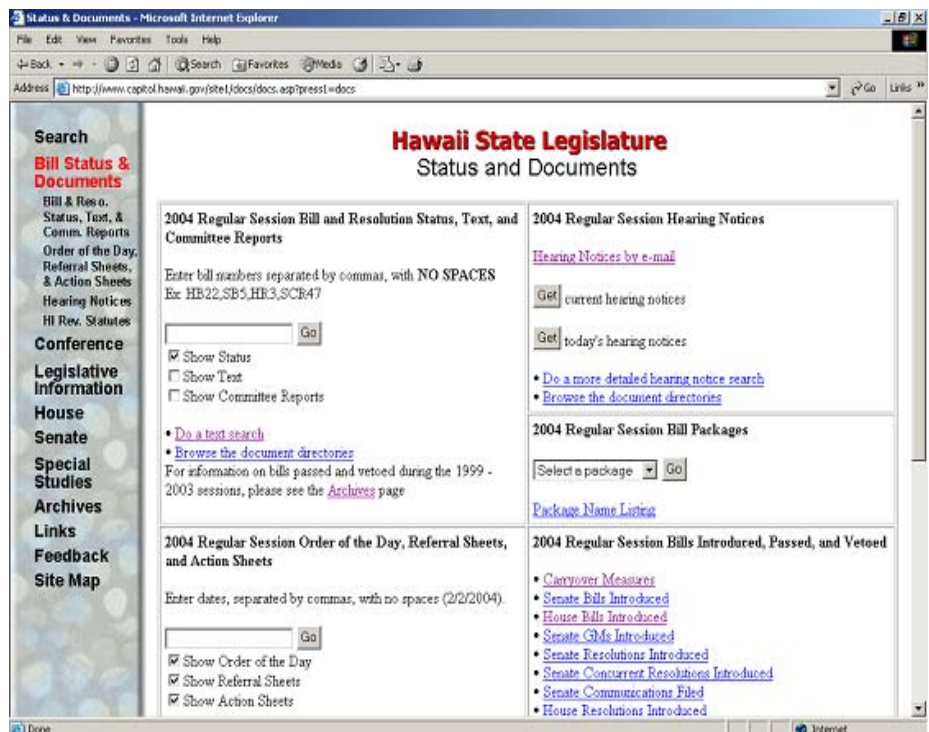 Status & Documents - Microsoft Internet Explorer
File Edit View Favorites Tools Help
Back Search Favorites Media
Address http://www.capitol.hawaii.gov/site1/docs/docs.asp?press1=docs Go Links »
Search
Bill Status &
Documents
Bill & Reso.
Status, Text, &
Comm. Reports
Order of the Day,
Referral Sheets,
& Action Sheets
Hearing Notices
HI Rev. Statutes
Conference
Legislative
Information
House
Senate
Special
Studies
Archives
Links
Feedback
Site Map
Hawaii State Legislature
Status and Documents
2004 Regular Session Bill and Resolution Status, Text, and
Committee Reports
Enter bill numbers separated by commas, with NO SPACES
Ex: HB22,SB5,HR3,SCR47
Go
Show Status
Show Text
Show Committee Reports
• Do a text search
• Browse the document directories
For information on bills passed and vetoed during the 1999 -
2003 sessions, please see the Archives page
2004 Regular Session Hearing Notices
Hearing Notices by e-mail
Get current hearing notices
Get today's hearing notices
• Do a more detailed hearing notice search
• Browse the document directories
2004 Regular Session Bill Packages
Select a package Go
Package Name Listing
2004 Regular Session Order of the Day, Referral Sheets,
and Action Sheets
Enter dates, separated by commas, with no spaces (2/2/2004).
Go
Show Order of the Day
Show Referral Sheets
Show Action Sheets
2004 Regular Session Bills Introduced, Passed, and Vetoed
• Carryover Measures
• Senate Bills Introduced
• House Bills Introduced
• Senate GMs Introduced
• Senate Resolutions Introduced
• Senate Concurrent Resolutions Introduced
• Senate Communications Filed
• House Resolutions Introduced
Done Internet